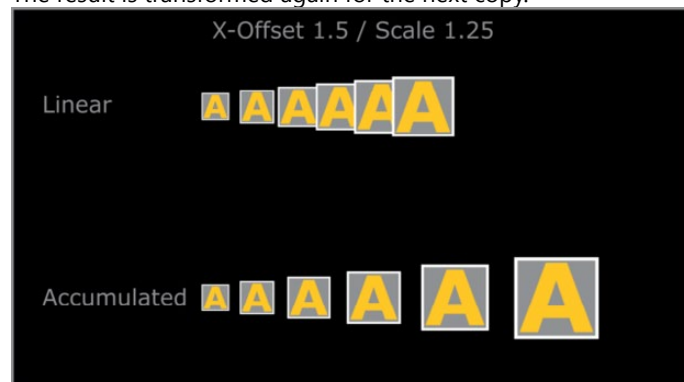 The result is transformed again for the next copy.
X-Offset 1.5 / Scale 1.25
Linear A A A A A A
Accumulated A A A A A A